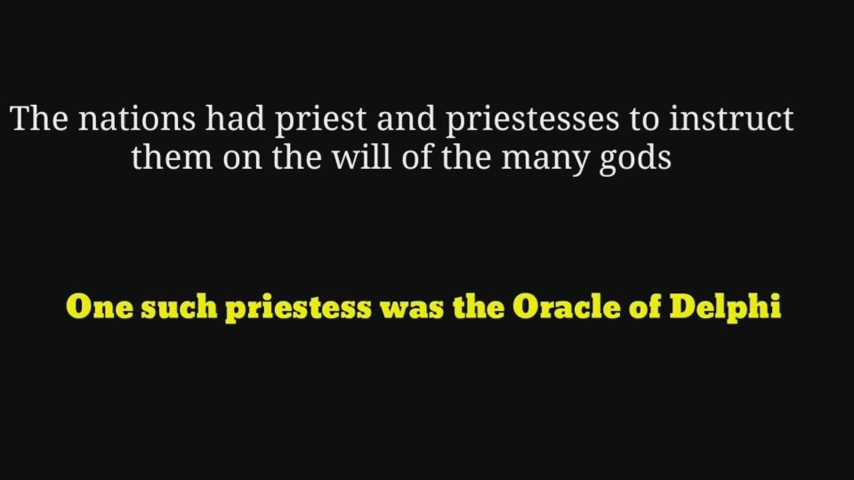 The nations had priest and priestesses to instruct
them on the will of the many gods
One such priestess was the Oracle of Delphi